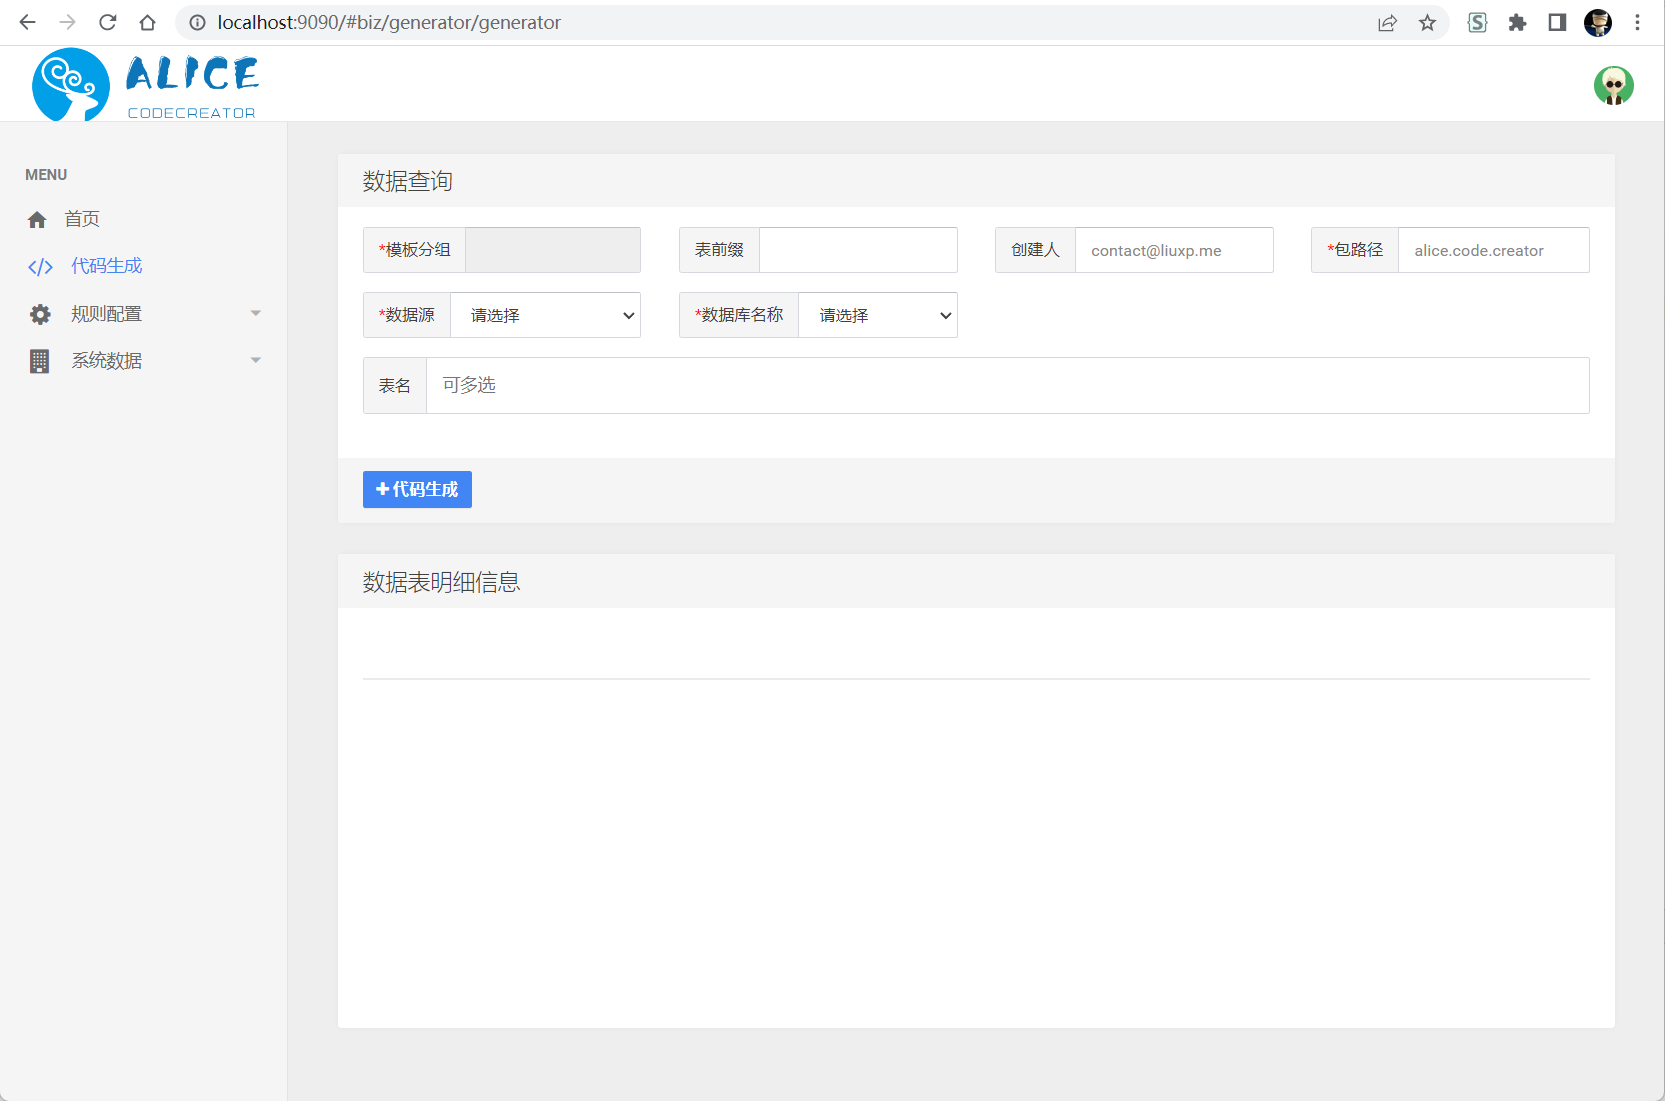 localhost:9090/#biz/generator/generator
ALICE
CODECREATOR
MENU
首页
代码生成
规则配置
系统数据
数据查询
*模板分组
表前缀
创建人 contact@liuxp.me
*包路径 alice.code.creator
*数据源 请选择
*数据库名称 请选择
表名 可多选
代码生成
数据表明细信息